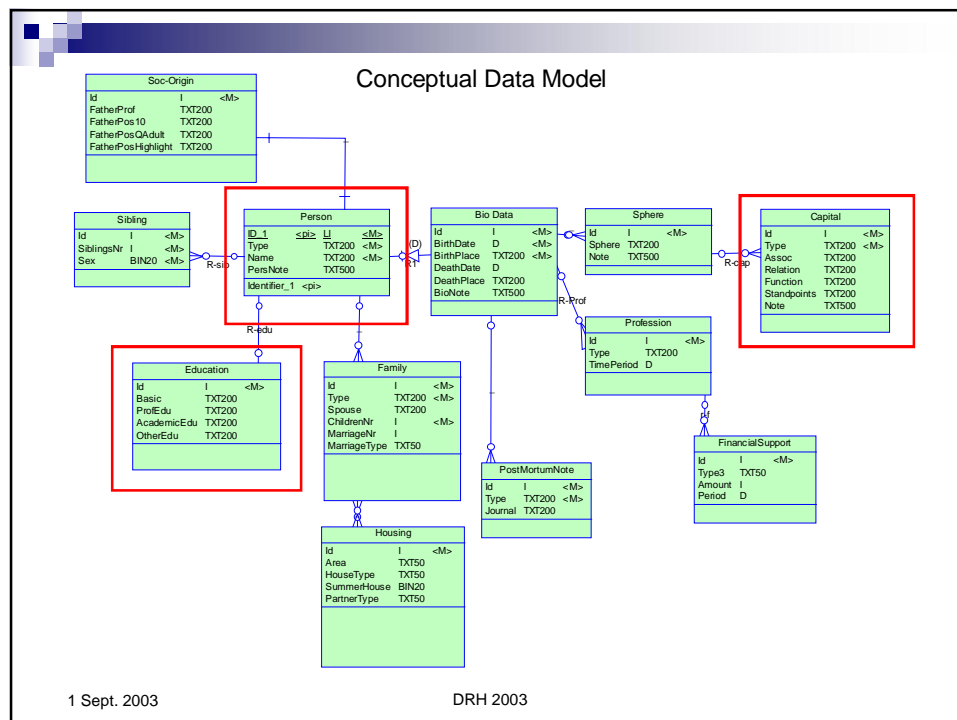 Conceptual Data Model
Soc-Origin
Id I <M>
FatherProf TXT200
FatherPos10 TXT200
FatherPosQAdult TXT200
FatherPosHighlight TXT200
Sibling
Id I <M>
SiblingsNr I <M>
Sex BIN20 <M>
R-sib
Person
ID_1 <pi> LI <M>
Type TXT200 <M>
Name TXT200 <M>
PersNote TXT500
Identifier_1 <pi>
(D)
R1
Bio Data
Id I <M>
BirthDate D <M>
BirthPlace TXT200 <M>
DeathDate D
DeathPlace TXT200
BioNote TXT500
Sphere
Id I <M>
Sphere TXT200
Note TXT500
R-cap
Capital
Id I <M>
Type TXT200 <M>
Assoc TXT200
Relation TXT200
Function TXT200
Standpoints TXT200
Note TXT500
R-Prof
Profession
Id I <M>
Type TXT200
TimePeriod D
R-edu
Education
Id I <M>
Basic TXT200
ProfEdu TXT200
AcademicEdu TXT200
OtherEdu TXT200
Family
Id I <M>
Type TXT200 <M>
Spouse TXT200
ChildrenNr I <M>
MarriageNr I
MarriageType TXT50
PostMortumNote
Id I <M>
Type TXT200 <M>
Journal TXT200
FinancialSupport
Id I <M>
Type3 TXT50
Amount I
Period D
Housing
Id I <M>
Area TXT50
HouseType TXT50
SummerHouse BIN20
PartnerType TXT50
1 Sept. 2003
DRH 2003